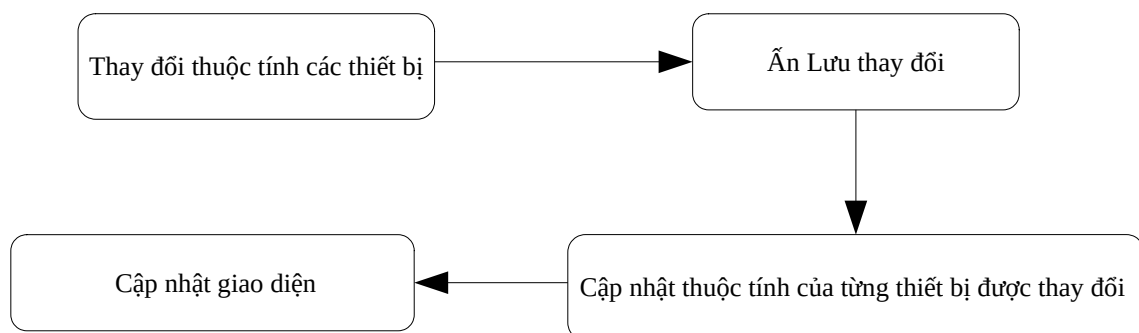 Thay đổi thuộc tính các thiết bị
Ấn Lưu thay đổi
Cập nhật thuộc tính của từng thiết bị được thay đổi
Cập nhật giao diện